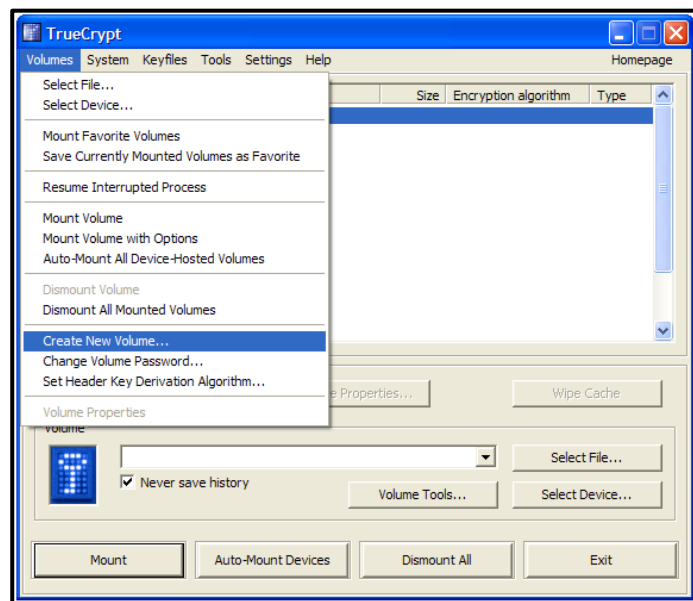 TrueCrypt
Volumes System Keyfiles Tools Settings Help Homepage
Select File...
Select Device...
Size Encryption algorithm Type
Mount Favorite Volumes
Save Currently Mounted Volumes as Favorite
Resume Interrupted Process
Mount Volume
Mount Volume with Options
Auto-Mount All Device-Hosted Volumes
Dismount Volume
Dismount All Mounted Volumes
Create New Volume...
Change Volume Password...
Set Header Key Derivation Algorithm...
Properties... Wipe Cache
Volume Properties
Volume
Select File...
Never save history
Volume Tools... Select Device...
Mount Auto-Mount Devices Dismount All Exit